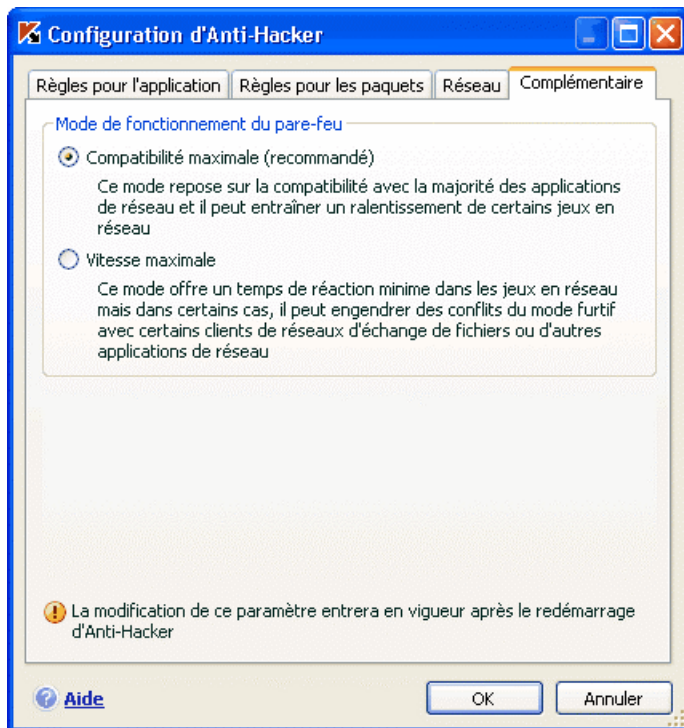 Configuration d'Anti-Hacker
Règles pour l'application
Règles pour les paquets
Réseau
Complémentaire
Mode de fonctionnement du pare-feu
Compatibilité maximale (recommandé)
Ce mode repose sur la compatibilité avec la majorité des applications
de réseau et il peut entraîner un ralentissement de certains jeux en
réseau
Vitesse maximale
Ce mode offre un temps de réaction minime dans les jeux en réseau
mais dans certains cas, il peut engendrer des conflits du mode furtif
avec certains clients de réseaux d'échange de fichiers ou d'autres
applications de réseau
La modification de ce paramètre entrera en vigueur après le redémarrage
d'Anti-Hacker
Aide
OK
Annuler